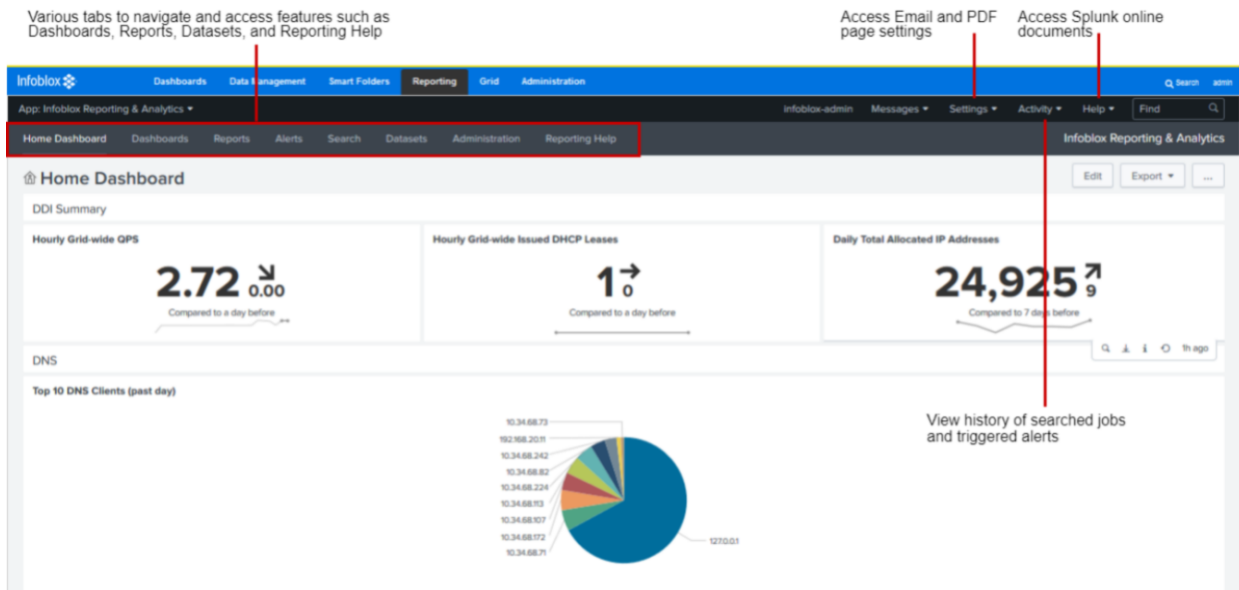 Various tabs to navigate and access features such as
Dashboards, Reports, Datasets, and Reporting Help
Access Email and PDF
page settings
Access Splunk online
documents
Infoblox Dashboards Data Management Smart Folders Reporting Grid Administration Search admin
App: Infoblox Reporting & Analytics infoblox-admin Messages Settings Activity Help Find
Home Dashboard Dashboards Reports Alerts Search Datasets Administration Reporting Help Infoblox Reporting & Analytics
Home Dashboard Edit Export ...
DDI Summary
Hourly Grid-wide QPS Hourly Grid-wide Issued DHCP Leases Daily Total Allocated IP Addresses
2.72 0.00 1 0 24,925 9
Compared to a day before Compared to a day before Compared to 7 days before
1h ago
DNS
Top 10 DNS Clients (past day)
View history of searched jobs
and triggered alerts
10.34.68.73
192.168.20.11
10.34.68.242
10.34.68.82
10.34.68.224
10.34.68.113
10.34.68.107
10.34.68.172
10.34.68.71
127.0.0.1